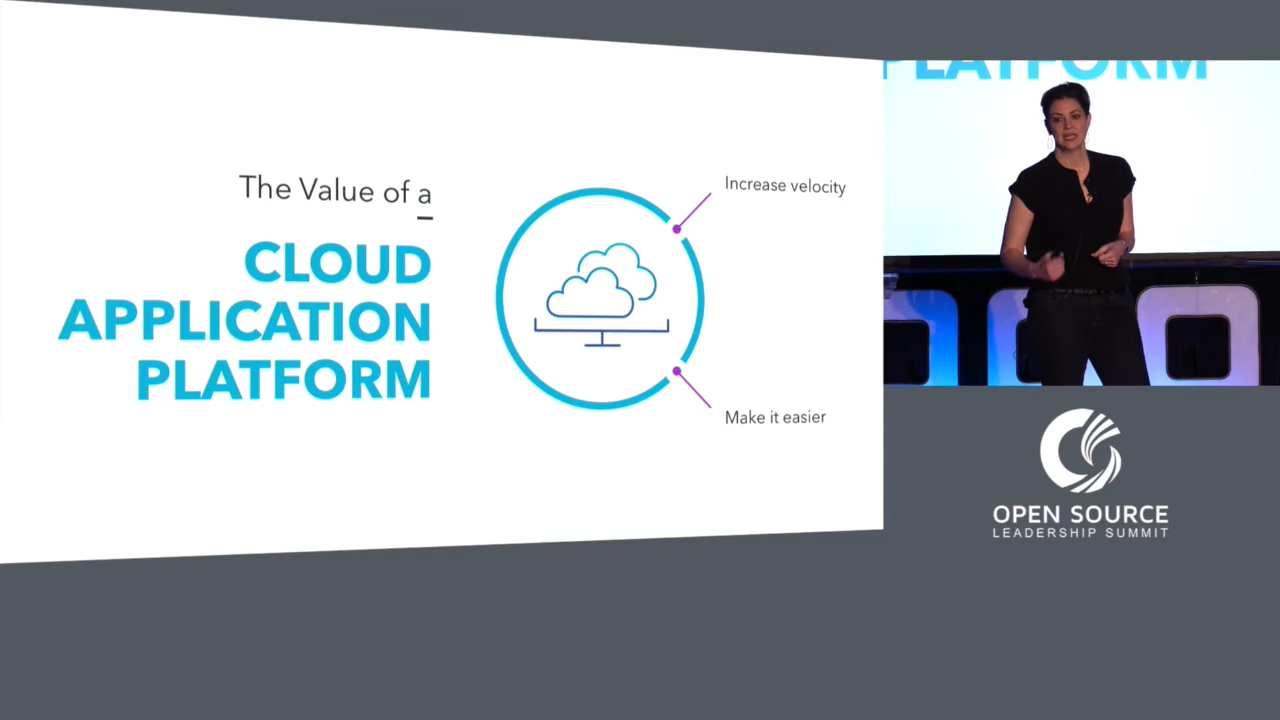 The Value of a
CLOUD
APPLICATION
PLATFORM
Increase velocity
Make it easier
PLATFORM
OPEN SOURCE
LEADERSHIP SUMMIT